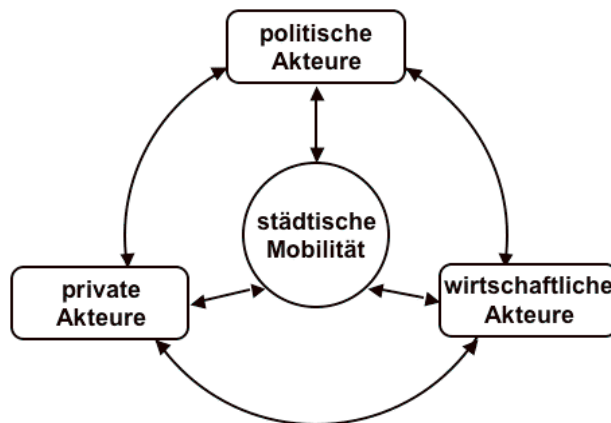 politische
Akteure
städtische
Mobilität
private
Akteure
wirtschaftliche
Akteure